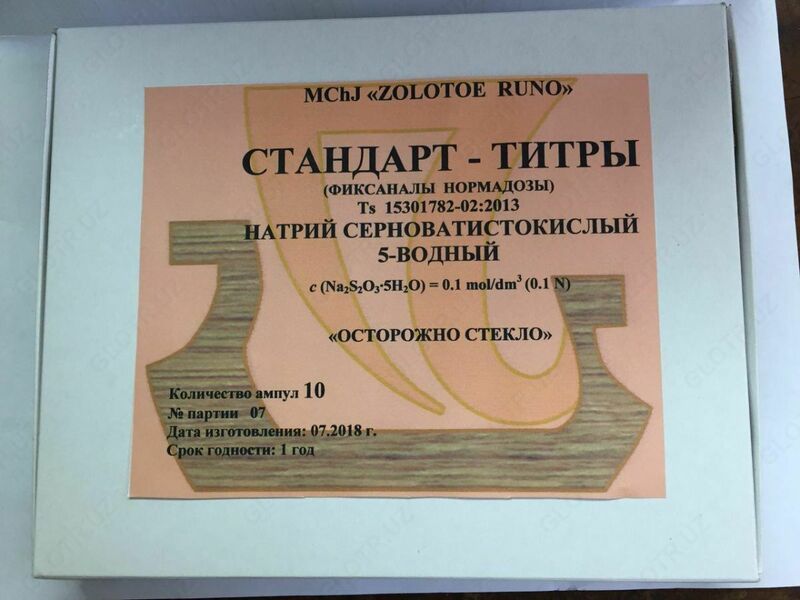 MChJ «ZOLOTOE RUNO»
СТАНДАРТ - ТИТРЫ
(ФИКСАНАЛЫ НОРМАДОЗЫ)
Ts 15301782-02:2013
НАТРИЙ СЕРНОВАТИСТОКИСЛЫЙ
5-ВОДНЫЙ
c (Na₂S₂O₃·5H₂O) = 0.1 mol/dm³ (0.1 N)
«ОСТОРОЖНО СТЕКЛО»
Количество ампул 10
№ партии 07
Дата изготовления: 07.2018 г.
Срок годности: 1 год
GLOTR.UZ